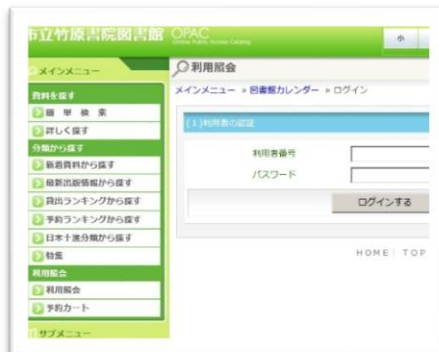 市立竹原書院図書館 OPAC
Online Public Access Catalog
小
メインメニュー
資料を探す
簡単検索
詳しく探す
分類から探す
新着資料から探す
最新出版情報から探す
貸出ランキングから探す
予約ランキングから探す
日本十進分類から探す
特集
利用照会
利用照会
予約カート
サブメニュー
利用照会
メインメニュー » 図書館カレンダー » ログイン
(1)利用者の認証
利用者番号
パスワード
ログインする
HOME| TOP